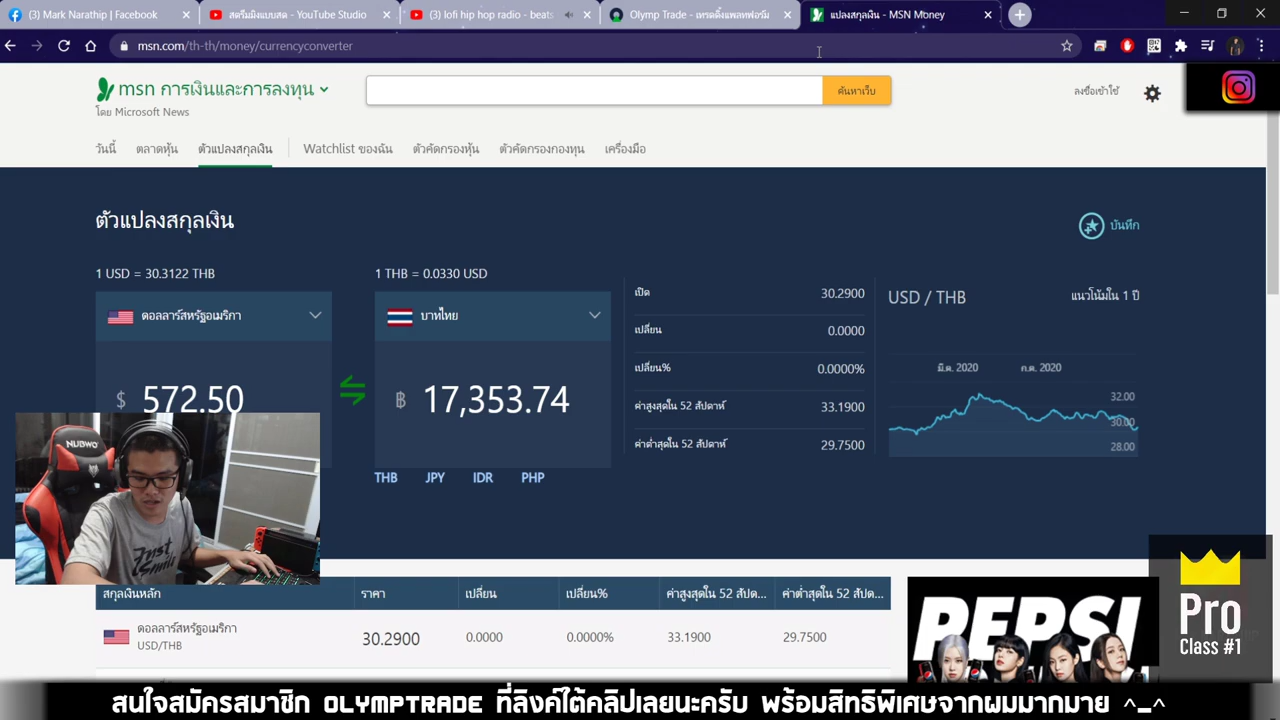 (3) Mark Narathip | Facebook
สตรีมมิงแบบสด - YouTube Studio
(3) lofi hip hop radio - beats
Olymp Trade - เทรดดิ้งแพลทฟอร์ม
แปลงสกุลเงิน - MSN Money
msn.com/th-th/money/currencyconverter
msn การเงินและการลงทุน
โดย Microsoft News
ค้นหาเว็บ
ลงชื่อเข้าใช้
วันนี้ ตลาดหุ้น ตัวแปลงสกุลเงิน Watchlist ของฉัน ตัวคัดกรองหุ้น ตัวคัดกรองกองทุน เครื่องมือ
ตัวแปลงสกุลเงิน
บันทึก
1 USD = 30.3122 THB
1 THB = 0.0330 USD
ดอลลาร์สหรัฐอเมริกา
บาทไทย
$ 572.50
฿ 17,353.74
THB JPY IDR PHP
เปิด 30.2900
เปลี่ยน 0.0000
เปลี่ยน% 0.0000%
ค่าสูงสุดใน 52 สัปดาห์ 33.1900
ค่าต่ำสุดใน 52 สัปดาห์ 29.7500
USD / THB
แนวโน้มใน 1 ปี
มิ.ต. 2020 ก.ต. 2020
32.00
30.00
28.00
NUBWO
Just
Smile
สกุลเงินหลัก ราคา เปลี่ยน เปลี่ยน% ค่าสูงสุดใน 52 สัปด... ค่าต่ำสุดใน 52 สัปด...
ดอลลาร์สหรัฐอเมริกา
USD/THB
30.2900 0.0000 0.0000% 33.1900 29.7500
PEPSI
Pro
Class #1
สนใจสมัครสมาชิก OLYMPTRADE ที่ลิงค์ใต้คลิปเลยนะครับ พร้อมสิทธิพิเศษจากผมมากมาย ^_^